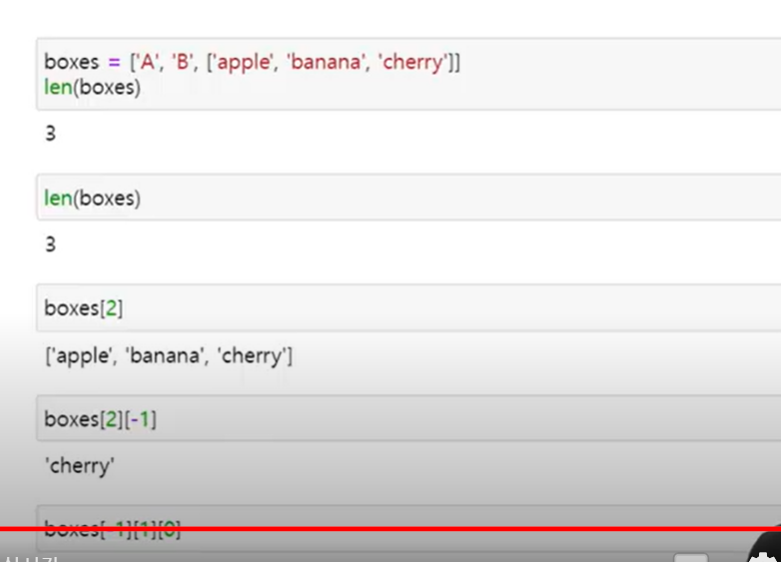 boxes = ['A', 'B', ['apple', 'banana', 'cherry']]
len(boxes)
3
len(boxes)
3
boxes[2]
['apple', 'banana', 'cherry']
boxes[2][-1]
'cherry'
boxes[-1][1][0]